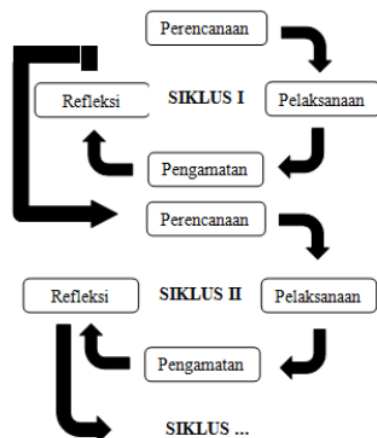 Perencanaan
Refleksi
SIKLUS I
Pelaksanaan
Pengamatan
Perencanaan
Refleksi
SIKLUS II
Pelaksanaan
Pengamatan
SIKLUS ...